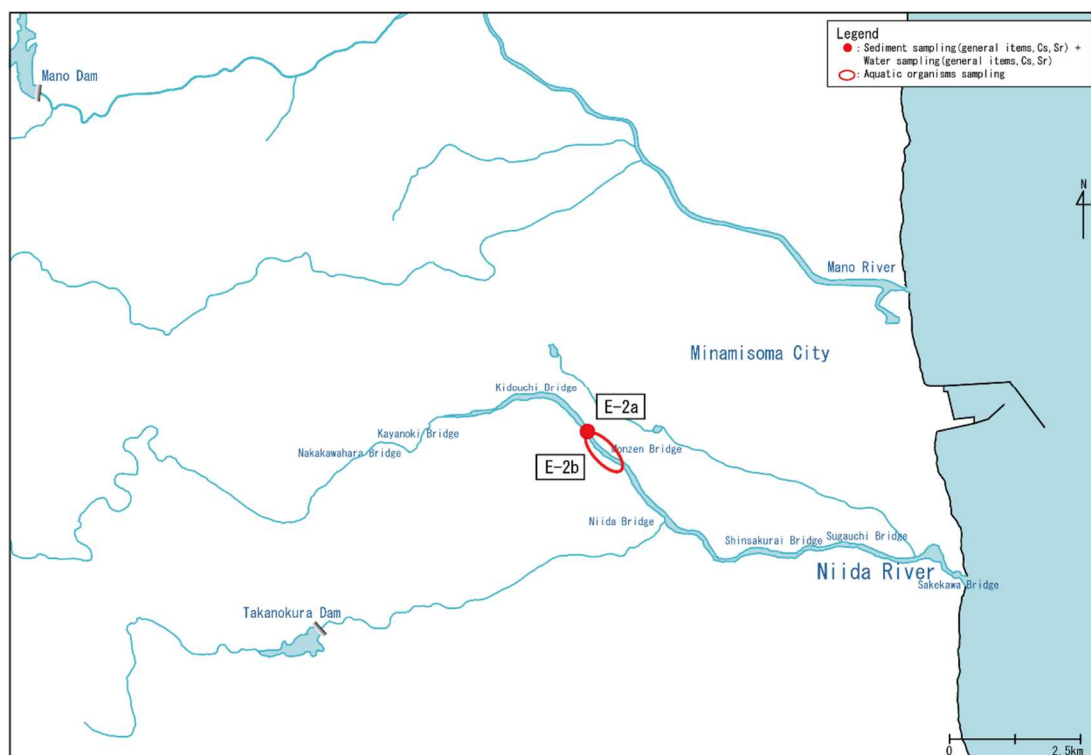 Legend
: Sediment sampling(general items, Cs, Sr) +
Water sampling(general items, Cs, Sr)
: Aquatic organisms sampling
Mano Dam
N
Mano River
Minamisoma City
Kidouchi Bridge
E-2a
Kayanoki Bridge
Nakakawahara Bridge
Monzen Bridge
E-2b
Niida Bridge
Shinsakurai Bridge
Sugauchi Bridge
Niida River
Sakekawa Bridge
Takanokura Dam
0 2.5km